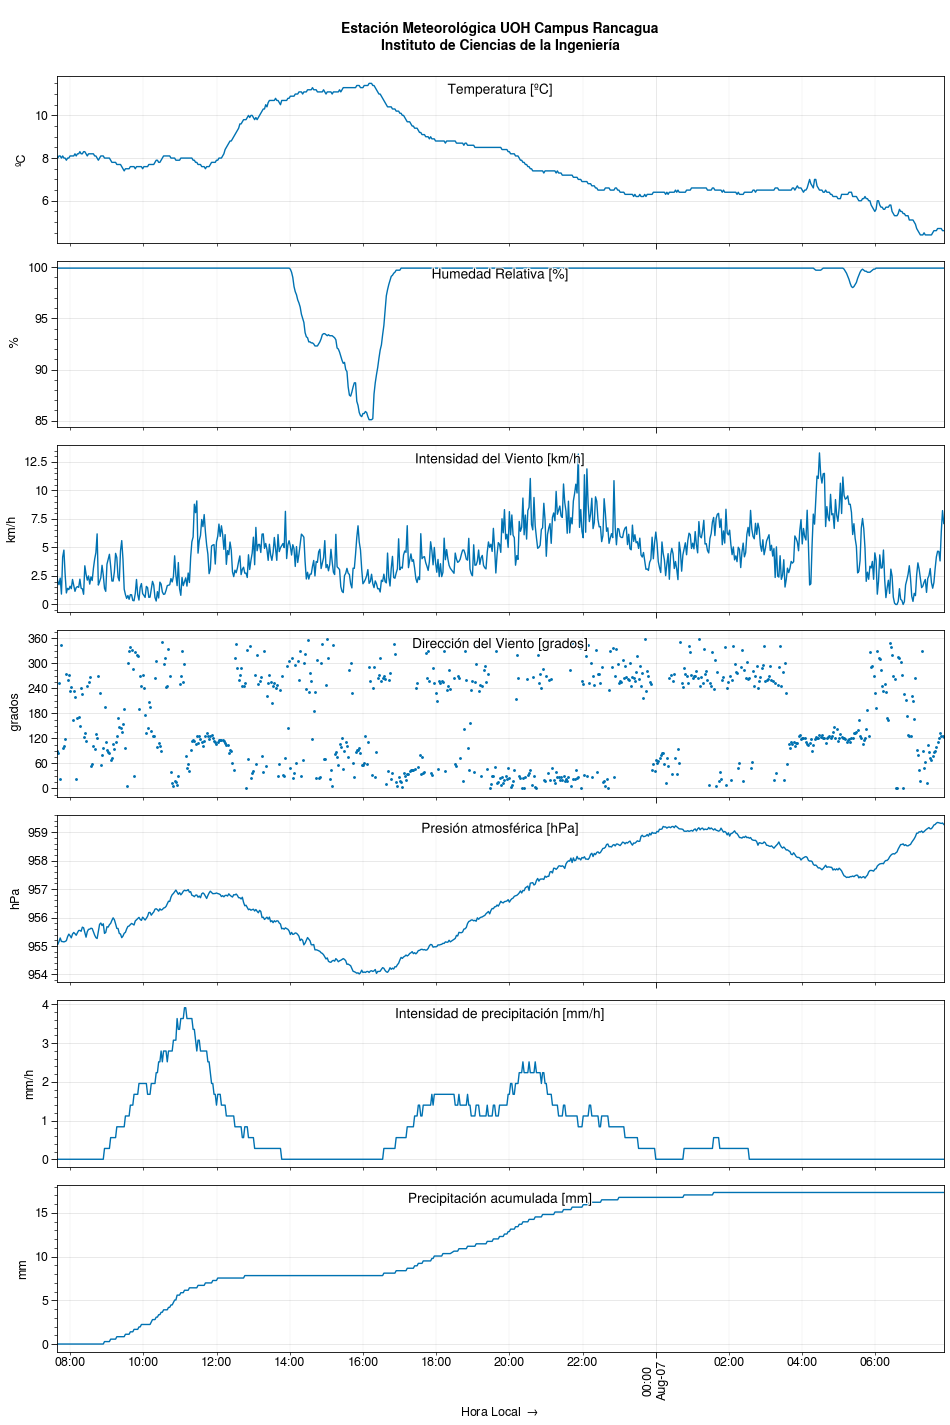 Estación Meteorológica UOH Campus Rancagua
Instituto de Ciencias de la Ingeniería
Temperatura [ºC]
ºC
10
8
6
Humedad Relativa [%]
%
100
95
90
85
Intensidad del Viento [km/h]
km/h
12.5
10
7.5
5
2.5
0
Dirección del Viento [grados]
grados
360
300
240
180
120
60
0
Presión atmosférica [hPa]
hPa
959
958
957
956
955
954
Intensidad de precipitación [mm/h]
mm/h
4
3
2
1
0
Precipitación acumulada [mm]
mm
15
10
5
0
08:00 10:00 12:00 14:00 16:00 18:00 20:00 22:00 00:00 02:00 04:00 06:00
Aug-07
Hora Local →